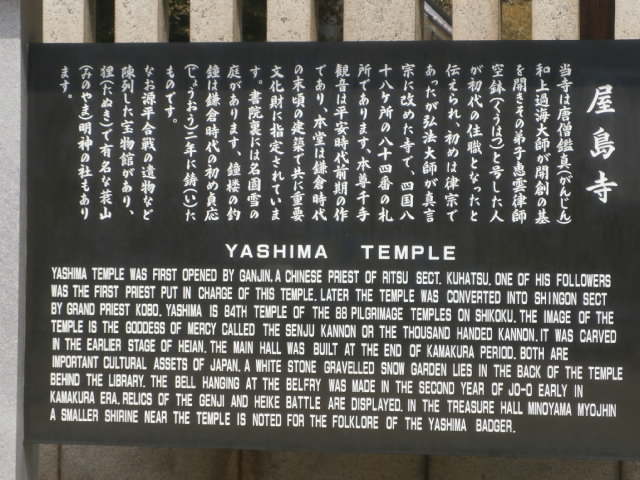 屋島寺
当寺は唐僧鑑真(がんじん)
和上過海大師が開創の基
を開きその弟子恵雲律師
空鉢(くうはつ)と号した人
が初代の住職となったと
伝えられ、初めは律宗で
あったが弘法大師が真言
宗に改めた寺で、四国八
十八ケ所の八十四番の札
所であります。本尊千手
観音は平安時代前期の作
であり、本堂は鎌倉時代
の末頃の建築で共に重要
文化財に指定されていま
す。書院裏には名園雪の
庭があります。鐘楼の釣
鐘は鎌倉時代の初め貞応
(じょうおう)二年に鋳(い)た
ものです。
なお源平合戦の遺物など
陳列した宝物館があり、
狸(たぬき)で有名な蓑山
(みのやま)明神の社もあり
ます。
YASHIMA TEMPLE
YASHIMA TEMPLE WAS FIRST OPENED BY GANJIN, A CHINESE PRIEST OF RITSU SECT. KUHATSU, ONE OF HIS FOLLOWERS
WAS THE FIRST PRIEST PUT IN CHARGE OF THIS TEMPLE. LATER THE TEMPLE WAS CONVERTED INTO SHINGON SECT
BY GRAND PRIEST KOBO. YASHIMA IS 84TH TEMPLE OF THE 88 PILGRIMAGE TEMPLES ON SHIKOKU. THE IMAGE OF THE
TEMPLE IS THE GODDESS OF MERCY CALLED THE SENJU KANNON OR THE THOUSAND HANDED KANNON. IT WAS CARVED
IN THE EARLIER STAGE OF HEIAN. THE MAIN HALL WAS BUILT AT THE END OF KAMAKURA PERIOD. BOTH ARE
IMPORTANT CULTURAL ASSETS OF JAPAN. A WHITE STONE GRAVELLED SNOW GARDEN LIES IN THE BACK OF THE TEMPLE
BEHIND THE LIBRARY. THE BELL HANGING AT THE BELFRY WAS MADE IN THE SECOND YEAR OF JO-O EARLY IN
KAMAKURA ERA. RELICS OF THE GENJI AND HEIKE BATTLE ARE DISPLAYED. IN THE TREASURE HALL MINOYAMA MYOJHIN
A SMALLER SHIRINE NEAR THE TEMPLE IS NOTED FOR THE FOLKLORE OF THE YASHIMA BADGER.